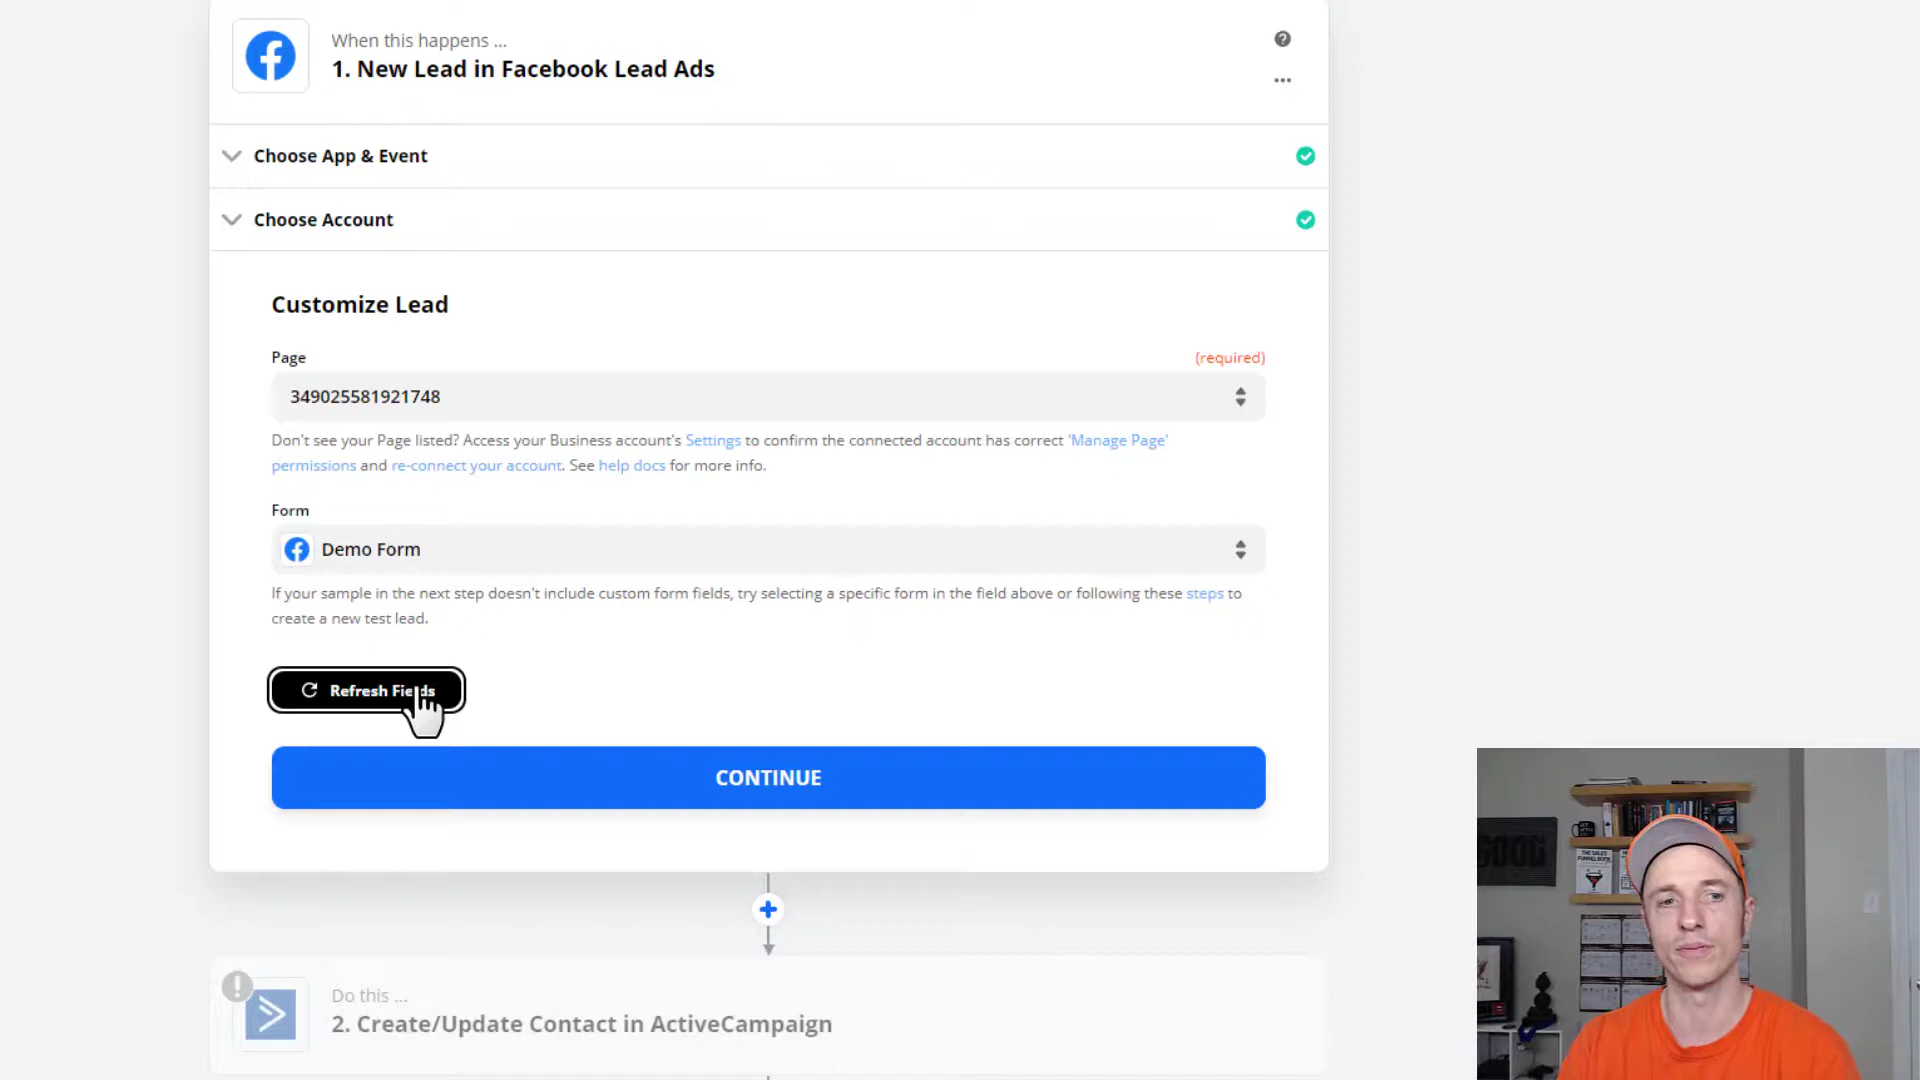 When this happens ...
1. New Lead in Facebook Lead Ads
Choose App & Event
Choose Account
Customize Lead
Page
(required)
349025581921748
Don't see your Page listed? Access your Business account's Settings to confirm the connected account has correct 'Manage Page'
permissions and re-connect your account. See help docs for more info.
Form
Demo Form
If your sample in the next step doesn't include custom form fields, try selecting a specific form in the field above or following these steps to
create a new test lead.
Refresh Fields
CONTINUE
Do this ...
2. Create/Update Contact in ActiveCampaign